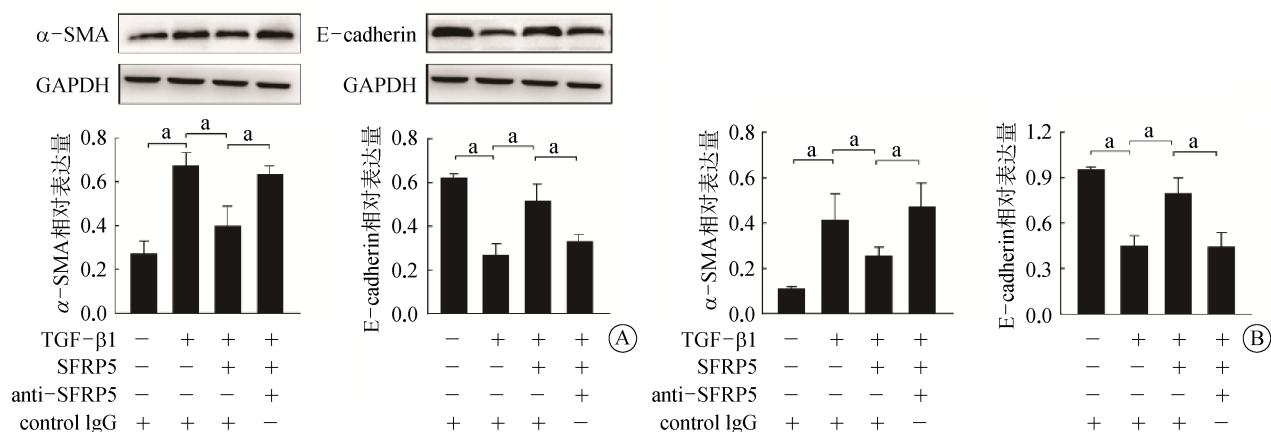 α-SMA
E-cadherin
GAPDH
GAPDH
α-SMA相对表达量
0.8
0.6
0.4
0.2
0.0
a a a
E-cadherin相对表达量
0.8
0.6
0.4
0.2
0.0
a a a
α-SMA相对表达量
0.8
0.6
0.4
0.2
0.0
a a a
E-cadherin相对表达量
1.2
0.9
0.6
0.3
0.0
a a a
TGF-β1 − + + + − + + + Ⓐ
SFRP5 − − + + − − + +
anti-SFRP5 − − − + − − − +
control lgG + + + − + + + −
TGF-β1 − + + + − + + + Ⓑ
SFRP5 − − + + − − + +
anti-SFRP5 − − − + − − − +
control lgG + + + − + + + −